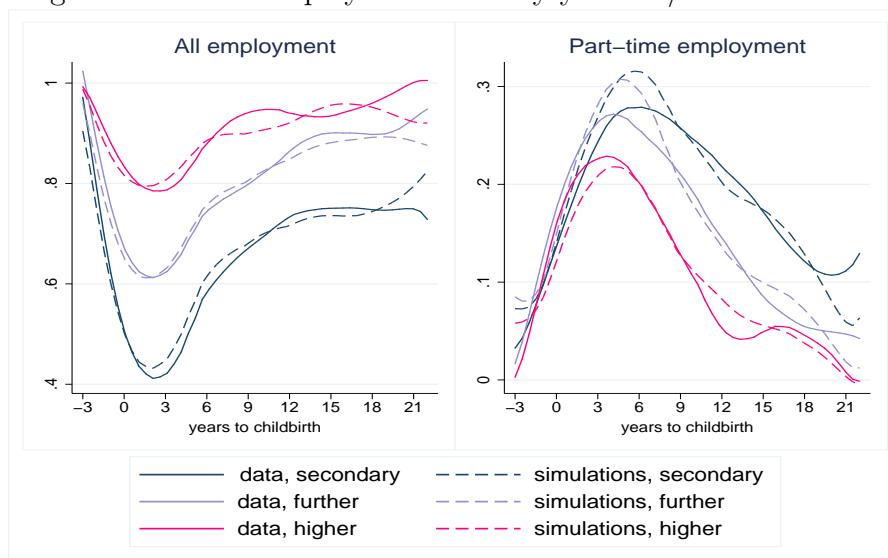 All employment
Part-time employment
1
.8
.6
.4
.3
.2
.1
0
−3 0 3 6 9 12 15 18 21
−3 0 3 6 9 12 15 18 21
years to childbirth
years to childbirth
data, secondary
simulations, secondary
data, further
simulations, further
data, higher
simulations, higher